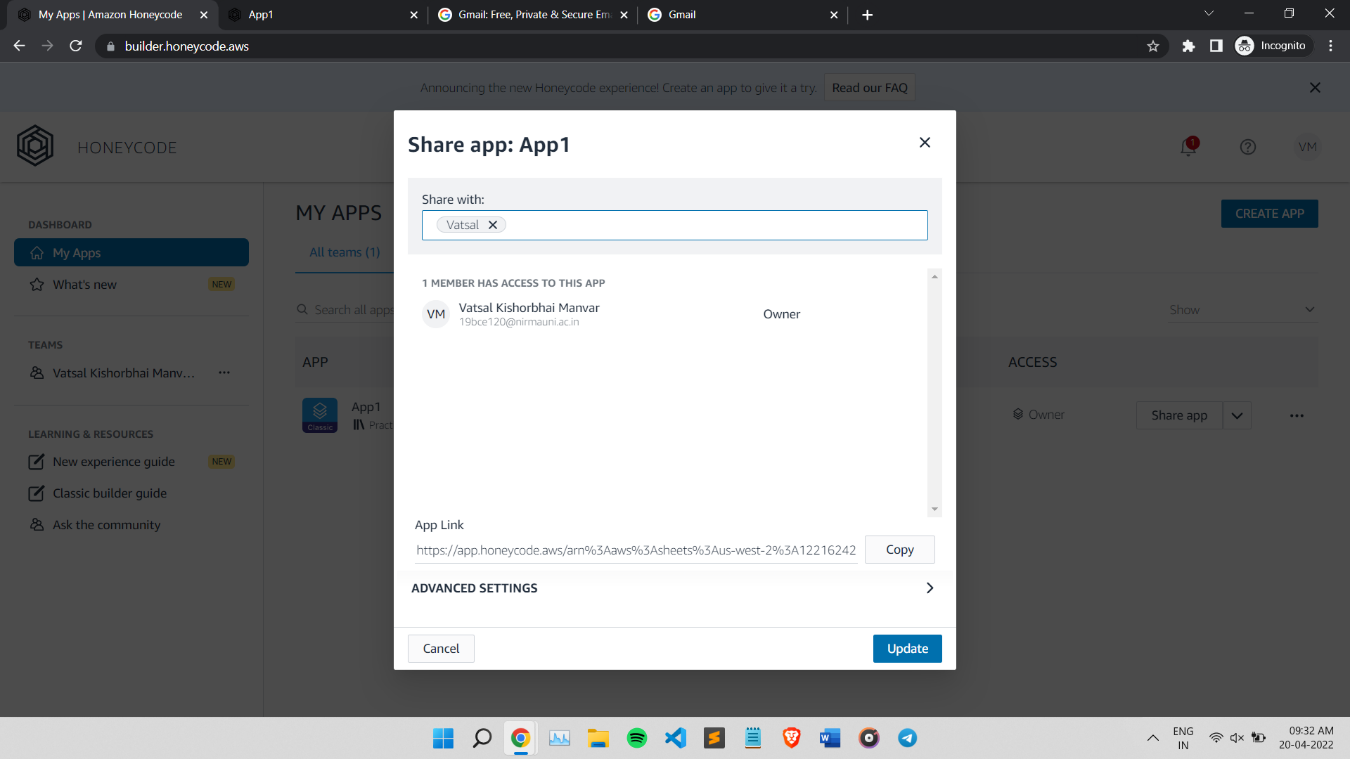 My Apps | Amazon Honeycode
App1
Gmail: Free, Private & Secure Em
Gmail
builder.honeycode.aws
Incognito
Announcing the new Honeycode experience! Create an app to give it a try. Read our FAQ
HONEYCODE
1
VM
DASHBOARD
My Apps
What's new NEW
TEAMS
Vatsal Kishorbhai Manv...
LEARNING & RESOURCES
New experience guide NEW
Classic builder guide
Ask the community
MY APPS
CREATE APP
All teams (1)
Search all apps
Show
APP
ACCESS
Classic
App1
Pract
Owner
Share app
Share app: App1
Share with:
Vatsal
1 MEMBER HAS ACCESS TO THIS APP
VM
Vatsal Kishorbhai Manvar
19bce120@nirmauni.ac.in
Owner
App Link
https://app.honeycode.aws/arn%3Aaws%3Asheets%3Aus-west-2%3A12216242
Copy
ADVANCED SETTINGS
Cancel
Update
ENG
IN
09:32 AM
20-04-2022